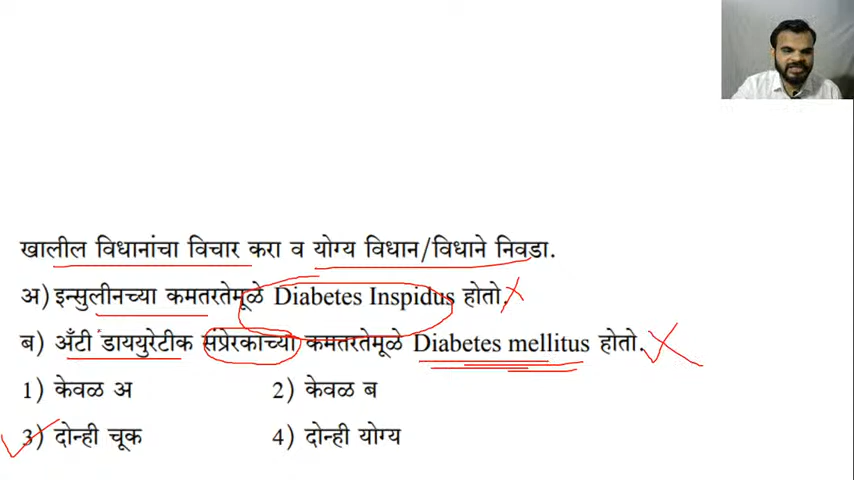 खालील विधानांचा विचार करा व योग्य विधान/विधाने निवडा.
अ) इन्सुलीनच्या कमतरतेमूळे Diabetes Inspidus होतो.
ब) अँटी डाययुरेटीक संप्रेरकाच्या कमतरतेमूळे Diabetes mellitus होतो.
1) केवळ अ 2) केवळ ब
3) दोन्ही चूक 4) दोन्ही योग्य